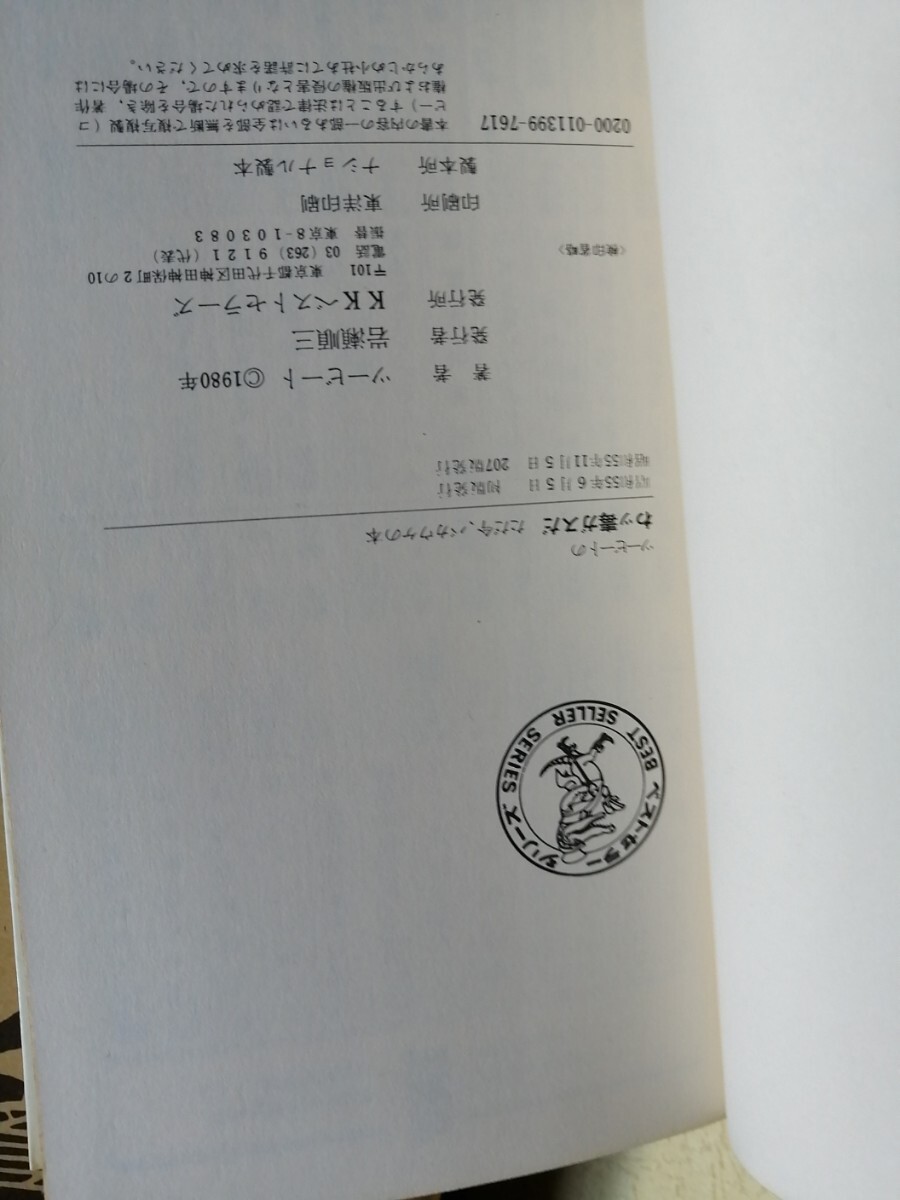 BEST SELLER SERIES
ベストセラーシリーズ
ツービートの
わッ毒ガスだ ただ今、バカウケの本
昭和55年6月5日 初版発行
昭和55年11月5日 207版発行
著者 ツービート ©1980年
発行者 岩瀬順三
発行所 KKベストセラーズ
〒101 東京都千代田区神田神保町2の10
電話 03 (263) 9121 (代表)
振替 東京8-103083
〈検印省略〉
印刷所 東洋印刷
製本所 ナショナル製本
0200-011399-7617
本書の内容の一部あるいは全部を無断で複写複製(コ
ピー)することは法律で認められた場合を除き、著作
権および出版権の侵害となりますので、その場合には
あらかじめ小社あてに許諾を求めてください。